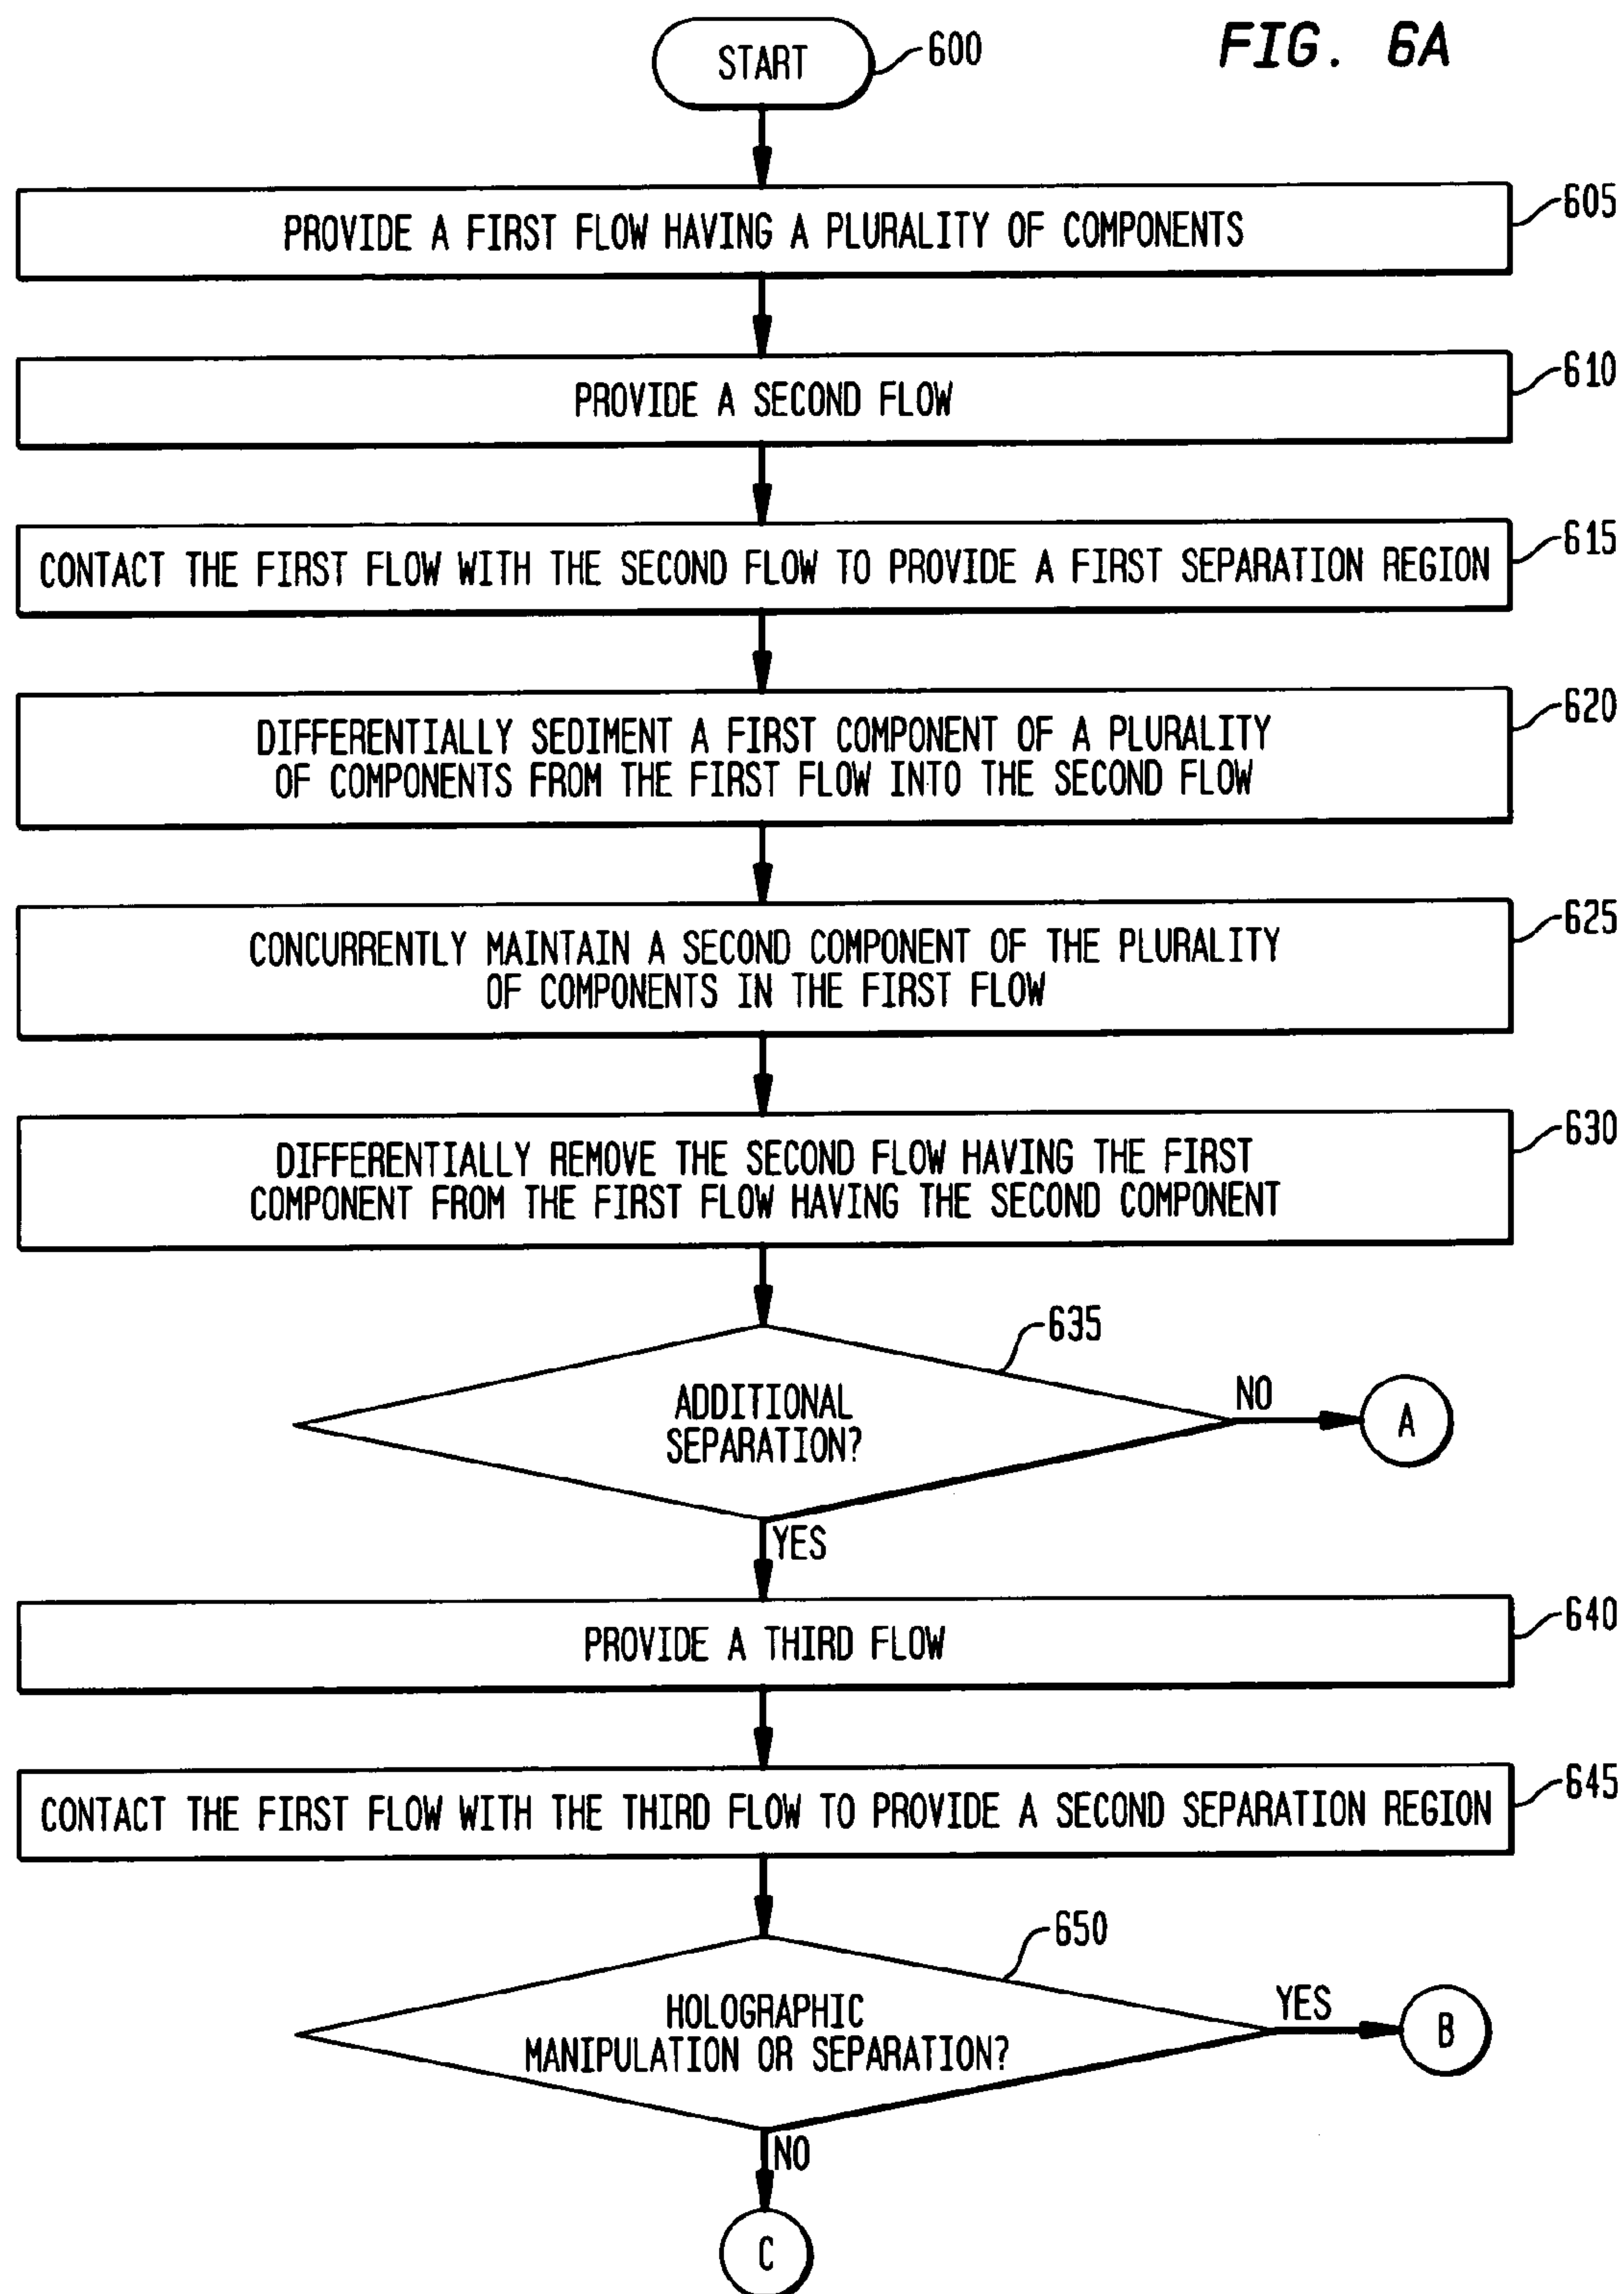 FIG. 6A
START
600
PROVIDE A FIRST FLOW HAVING A PLURALITY OF COMPONENTS
605
PROVIDE A SECOND FLOW
610
CONTACT THE FIRST FLOW WITH THE SECOND FLOW TO PROVIDE A FIRST SEPARATION REGION
615
DIFFERENTIALLY SEDIMENT A FIRST COMPONENT OF A PLURALITY
OF COMPONENTS FROM THE FIRST FLOW INTO THE SECOND FLOW
620
CONCURRENTLY MAINTAIN A SECOND COMPONENT OF THE PLURALITY
OF COMPONENTS IN THE FIRST FLOW
625
DIFFERENTIALLY REMOVE THE SECOND FLOW HAVING THE FIRST
COMPONENT FROM THE FIRST FLOW HAVING THE SECOND COMPONENT
630
635
ADDITIONAL
SEPARATION?
NO
A
YES
PROVIDE A THIRD FLOW
640
CONTACT THE FIRST FLOW WITH THE THIRD FLOW TO PROVIDE A SECOND SEPARATION REGION
645
650
HOLOGRAPHIC
MANIPULATION OR SEPARATION?
YES
B
NO
C